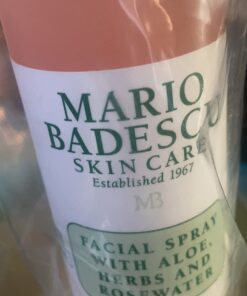 MARIO
BADESCU
SKIN CARE
Established 1967
MB
FACIAL SPRAY
WITH ALOE,
HERBS AND
ROSEWATER